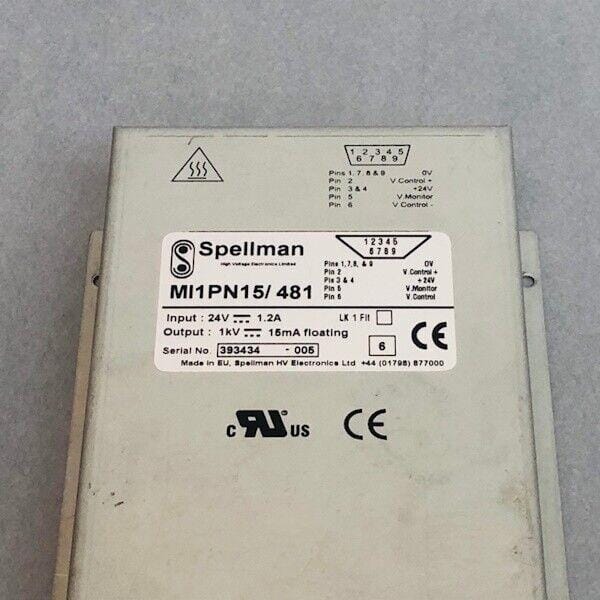 1 2 3 4 5
6 7 8 9
Pins 1,7,8 & 9 0V
Pin 2 V.Control +
Pin 3 & 4 +24V
Pin 5 V.Monitor
Pin 6 V.Control -
S Spellman
High Voltage Electronics Limited
1 2 3 4 5
6 7 8 9
Pins 1,7,8, & 9 0V
Pin 2 V.Control +
Pin 3 & 4 +24V
Pin 5 V.Monitor
Pin 6 V.Control -
MI1PN15/ 481
Input : 24V 1.2A LK 1 Fit
Output : 1kV 15mA floating
Serial No. 393434 - 005 6 CE
Made in EU, Spellman HV Electronics Ltd +44 (01798) 877000
c RU US CE